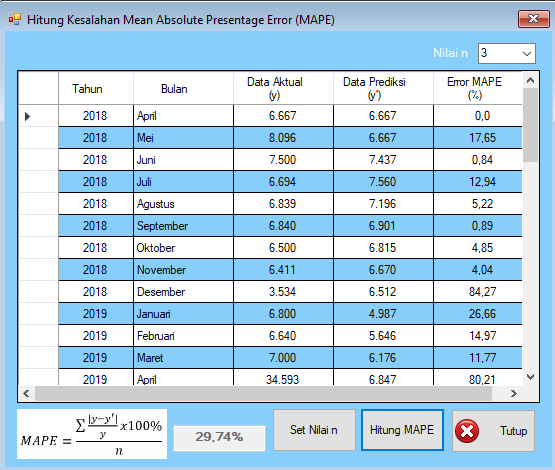 Hitung Kesalahan Mean Absolute Presentage Error (MAPE)
Nilai n 3
Tahun Bulan Data Aktual (y) Data Prediksi (y') Error MAPE (%)
2018 April 6.667 6.667 0,0
2018 Mei 8.096 6.667 17,65
2018 Juni 7.500 7.437 0,84
2018 Juli 6.694 7.560 12,94
2018 Agustus 6.839 7.196 5,22
2018 September 6.840 6.901 0,89
2018 Oktober 6.500 6.815 4,85
2018 November 6.411 6.670 4,04
2018 Desember 3.534 6.512 84,27
2019 Januari 6.800 4.987 26,66
2019 Februari 6.640 5.646 14,97
2019 Maret 7.000 6.176 11,77
2019 April 34.593 6.847 80,21
MAPE = ∑ |y−y'| / y x100% / n
29,74%
Set Nilai n
Hitung MAPE
Tutup